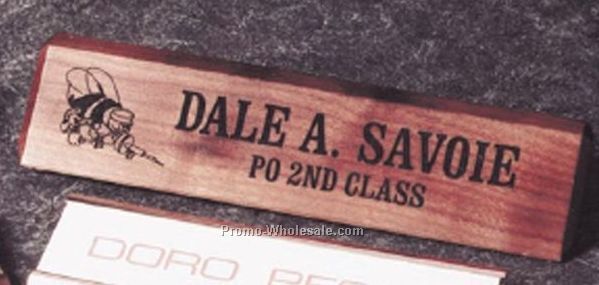 DALE A. SAVOIE
PO 2ND CLASS
Promo-Wholesale.com
DORO